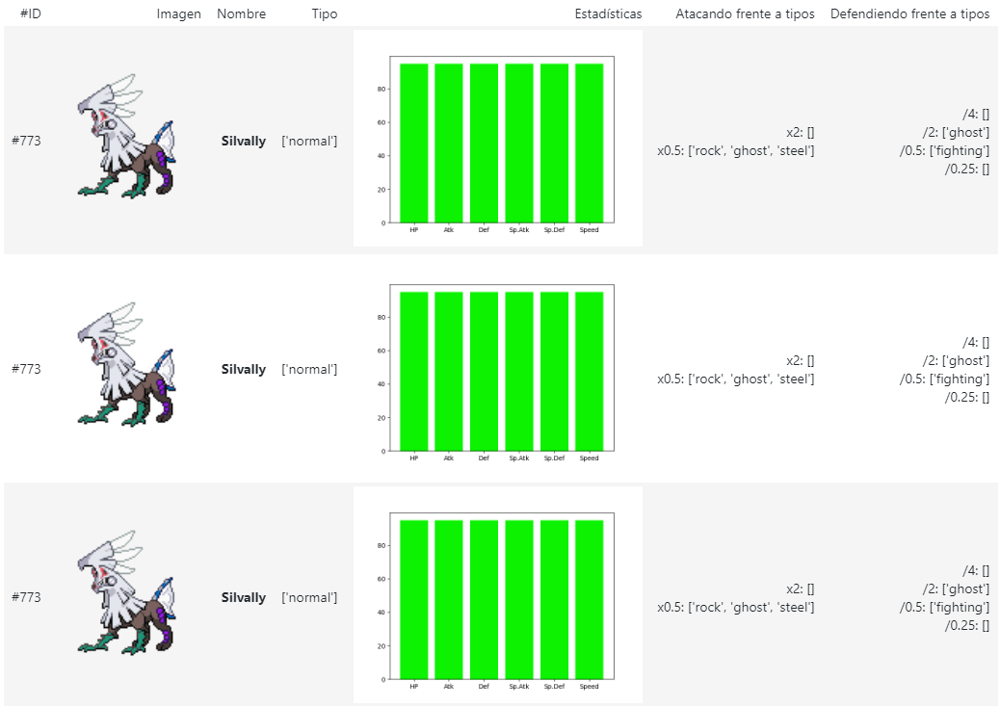 #ID Imagen Nombre Tipo Estadísticas Atacando frente a tipos Defendiendo frente a tipos
#773
Silvally
['normal']
80
60
40
20
0
HP Atk Def Sp.Atk Sp.Def Speed
x2: []
x0.5: ['rock', 'ghost', 'steel']
/4: []
/2: ['ghost']
/0.5: ['fighting']
/0.25: []
#773
Silvally
['normal']
80
60
40
20
0
HP Atk Def Sp.Atk Sp.Def Speed
x2: []
x0.5: ['rock', 'ghost', 'steel']
/4: []
/2: ['ghost']
/0.5: ['fighting']
/0.25: []
#773
Silvally
['normal']
80
60
40
20
0
HP Atk Def Sp.Atk Sp.Def Speed
x2: []
x0.5: ['rock', 'ghost', 'steel']
/4: []
/2: ['ghost']
/0.5: ['fighting']
/0.25: []